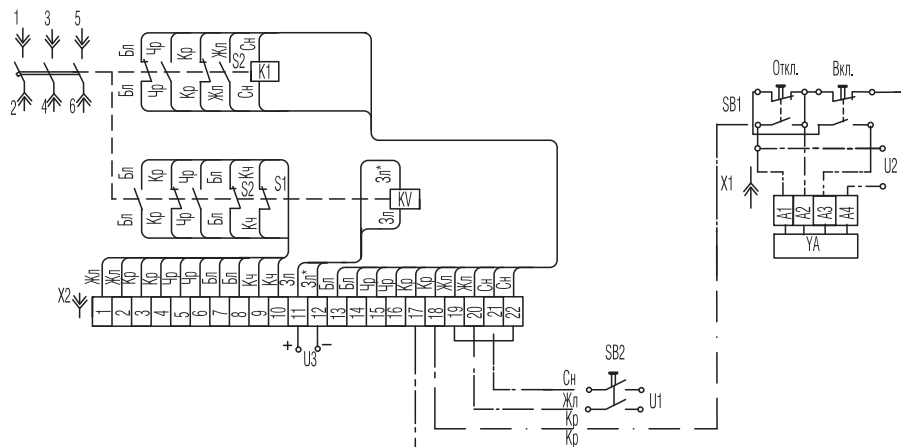 1 3 5
2 4 6
Бл Чр Кр Жл S2 Сн
K1
Бл Чр Кр Жл Сн
Бл Кр Чр Бл S2 Кч S1
Зл*
KV
Бл Кр Чр Бл Кч Кч
Зл
Жл Жл Кр Кр Чр Чр Бл Бл Кч Кч Зл Зл* Бл Бл Чр Чр Кр Кр Жл Жл Сн Сн
X2
1 2 3 4 5 6 7 8 9 10 11 12 13 14 15 16 17 18 19 20 21 22
+ U3 −
Откл. Вкл.
SB1
U2
X1
A1 A2 A3 A4
YA
SB2
Сн
Жл
U1
Кр
Кр